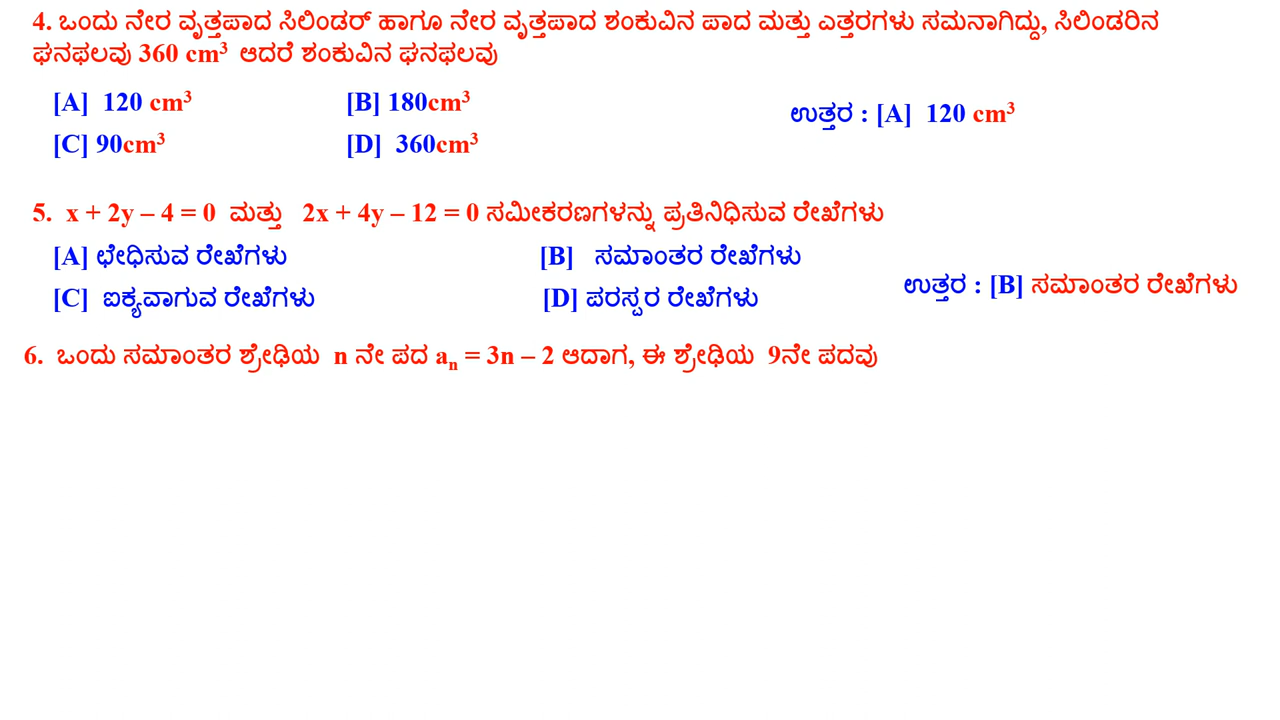 4. ಒಂದು ನೇರ ವೃತ್ತಪಾದ ಸಿಲಿಂಡರ್ ಹಾಗೂ ನೇರ ವೃತ್ತಪಾದ ಶಂಕುವಿನ ಪಾದ ಮತ್ತು ಎತ್ತರಗಳು ಸಮನಾಗಿದ್ದು, ಸಿಲಿಂಡರಿನ
ಘನಫಲವು 360 cm³ ಆದರೆ ಶಂಕುವಿನ ಘನಫಲವು
[A] 120 cm³ [B] 180cm³
ಉತ್ತರ : [A] 120 cm³
[C] 90cm³ [D] 360cm³
5. x + 2y – 4 = 0 ಮತ್ತು 2x + 4y – 12 = 0 ಸಮೀಕರಣಗಳನ್ನು ಪ್ರತಿನಿಧಿಸುವ ರೇಖೆಗಳು
[A] ಛೇಧಿಸುವ ರೇಖೆಗಳು [B] ಸಮಾಂತರ ರೇಖೆಗಳು
ಉತ್ತರ : [B] ಸಮಾಂತರ ರೇಖೆಗಳು
[C] ಐಕ್ಯವಾಗುವ ರೇಖೆಗಳು [D] ಪರಸ್ಪರ ರೇಖೆಗಳು
6. ಒಂದು ಸಮಾಂತರ ಶ್ರೇಢಿಯ n ನೇ ಪದ aₙ = 3n – 2 ಆದಾಗ, ಈ ಶ್ರೇಢಿಯ 9ನೇ ಪದವು